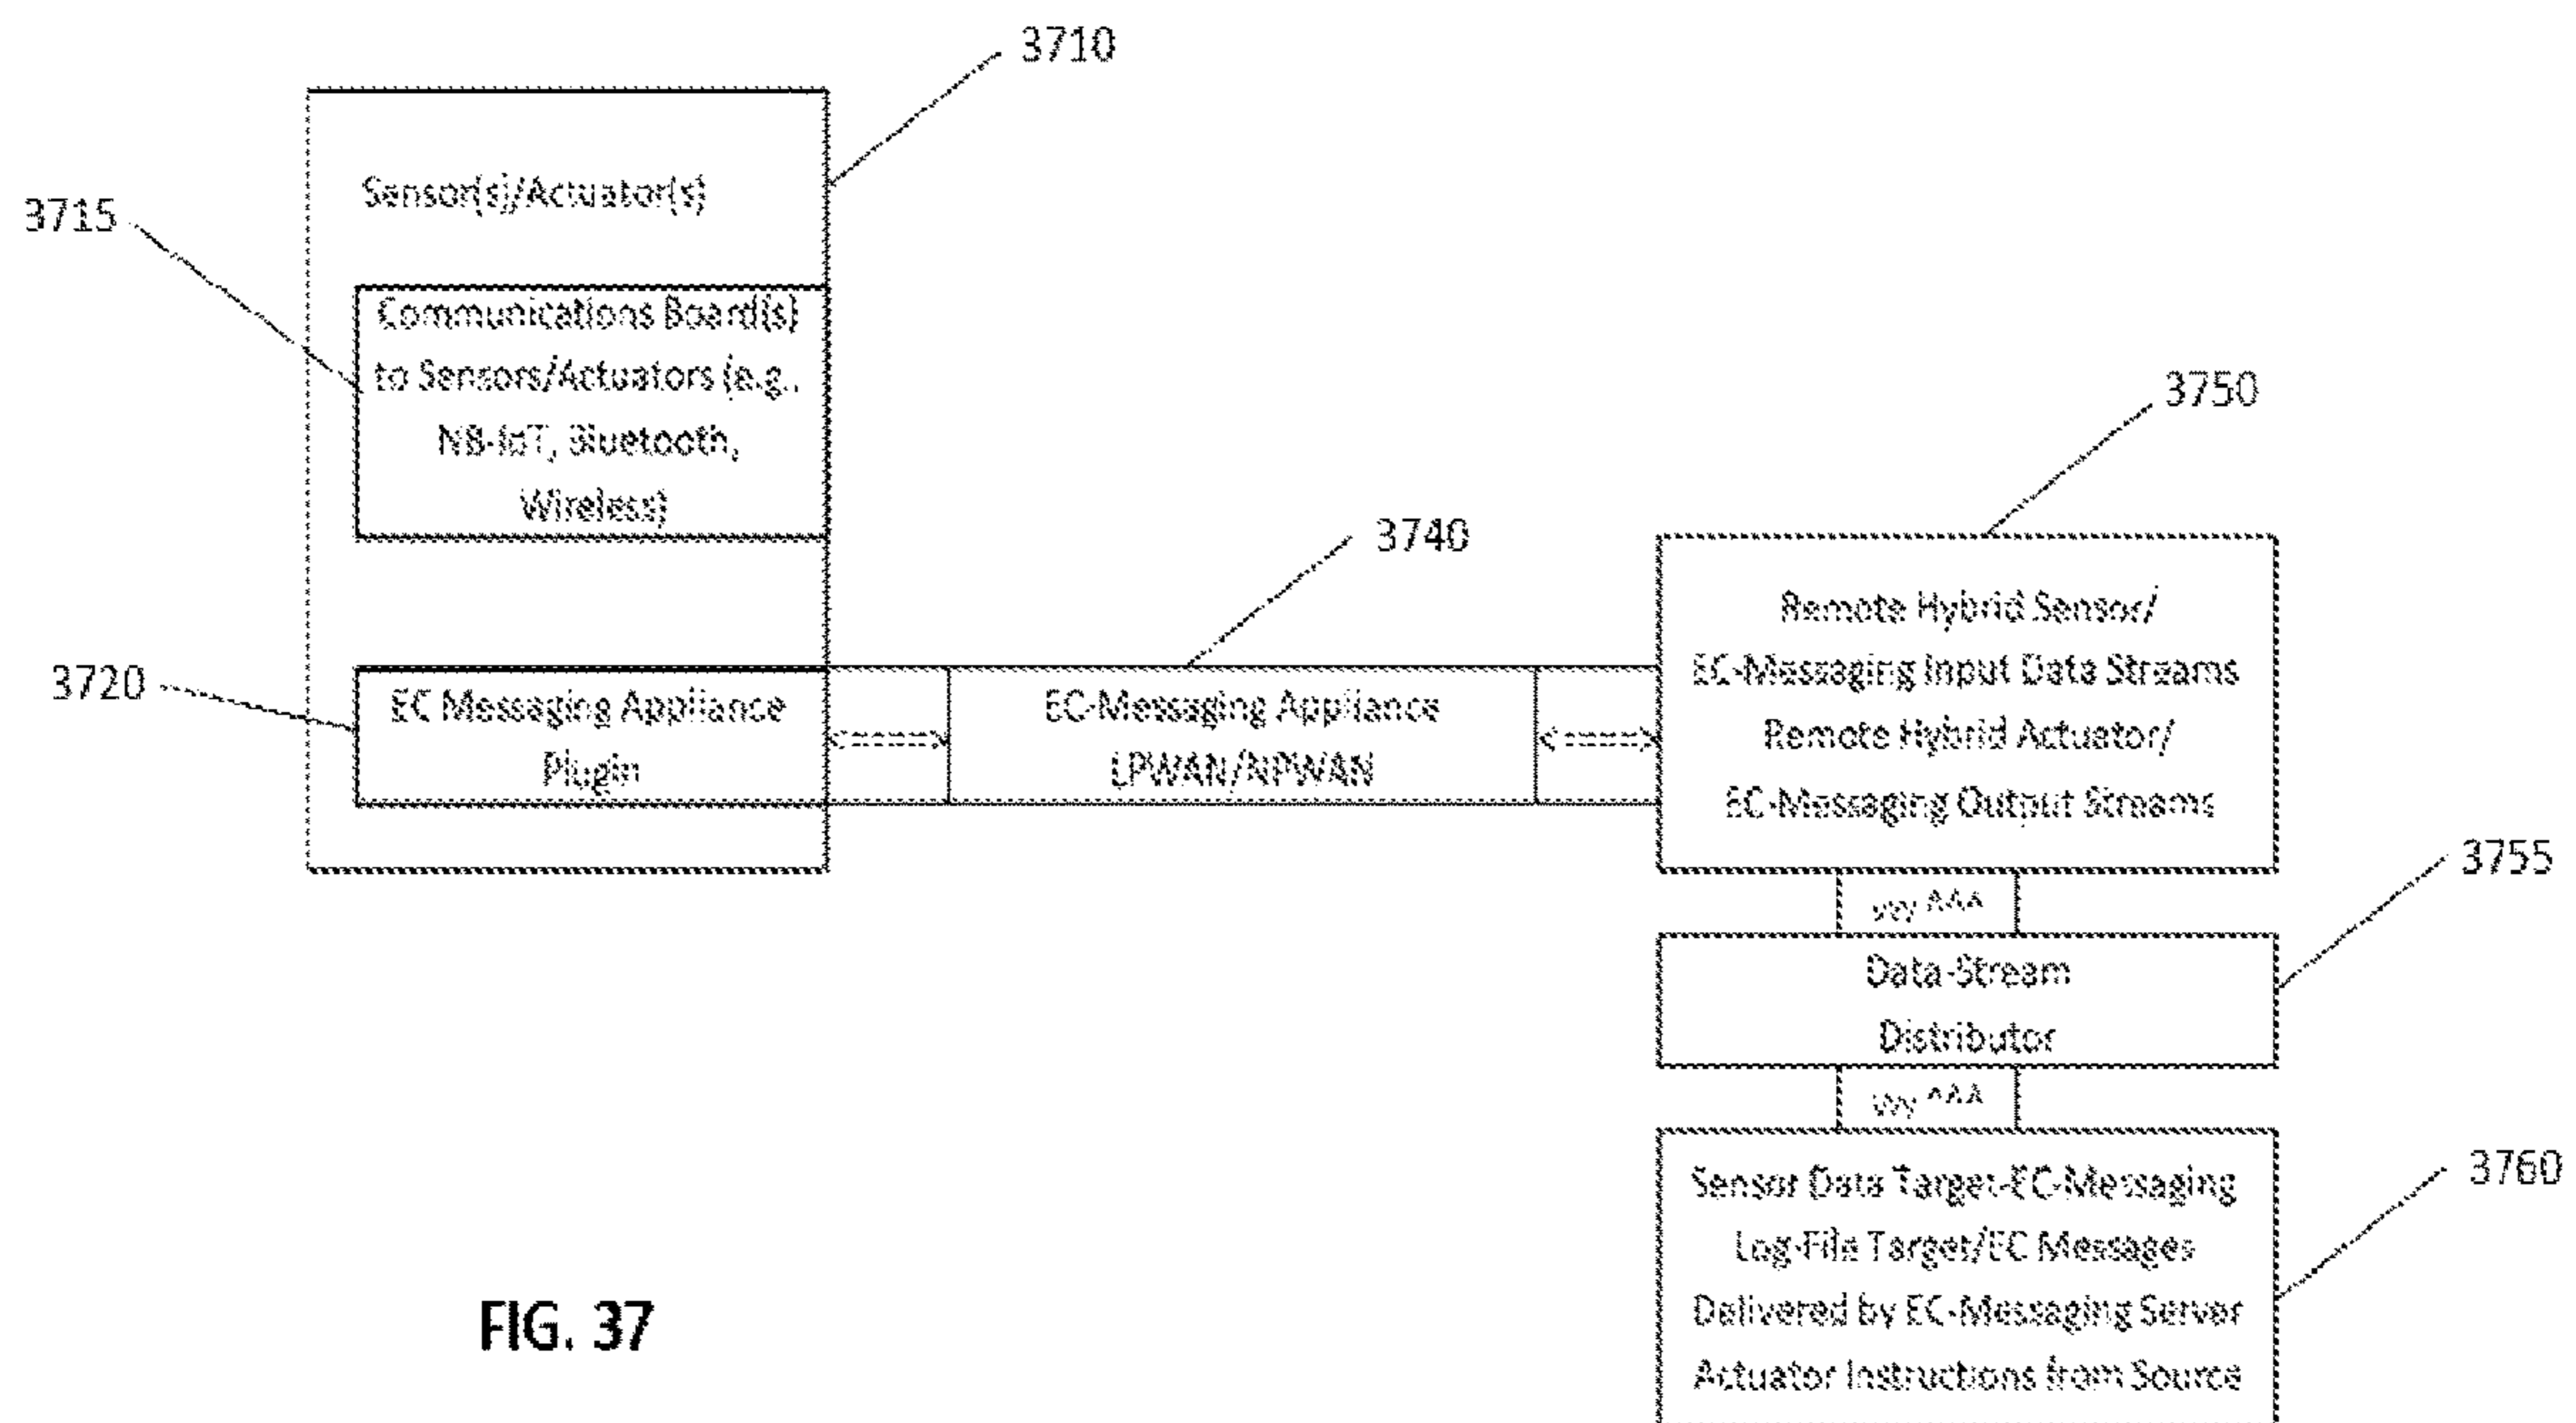 3710
Sensor(s)/Actuator(s)
3715
Communications Board(s)
to Sensors/Actuators (e.g.,
NB-IoT, Bluetooth,
Wireless)
3720
EC Messaging Appliance
Plugin
3740
EC-Messaging Appliance
LPWAN/NPWAN
3750
Remote Hybrid Sensor/
EC-Messaging Input Data Streams
Remote Hybrid Actuator/
EC-Messaging Output Streams
3755
Data-Stream
Distributor
3760
Sensor Data Target-EC-Messaging
Log-File Target/EC Messages
Delivered by EC-Messaging Server
Actuator Instructions from Source
FIG. 37